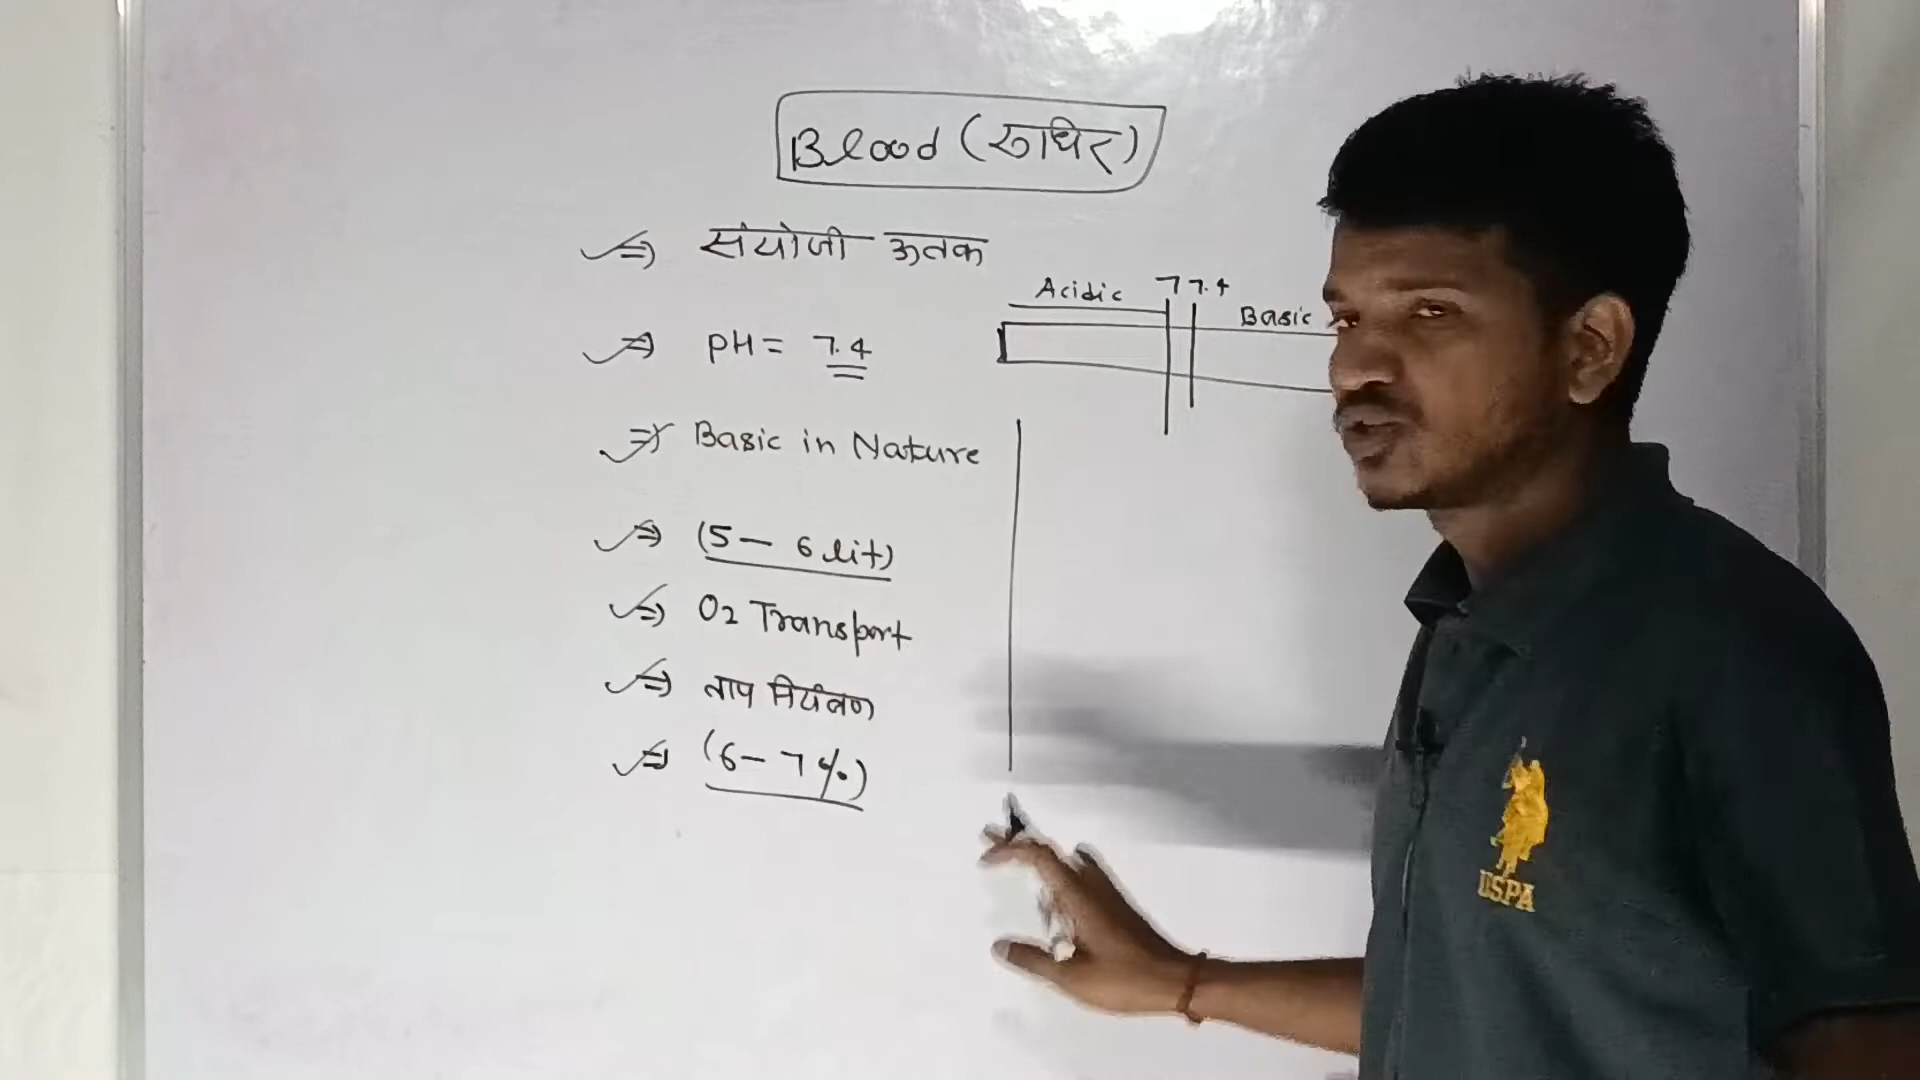 Blood (रुधिर)
संयोजी ऊतक
Acidic 7 7.4 Basic
pH = 7.4
Basic in Nature
(5 - 6 lit)
O2 Transport
ताप नियंत्रण
(6 - 7%)
USPA